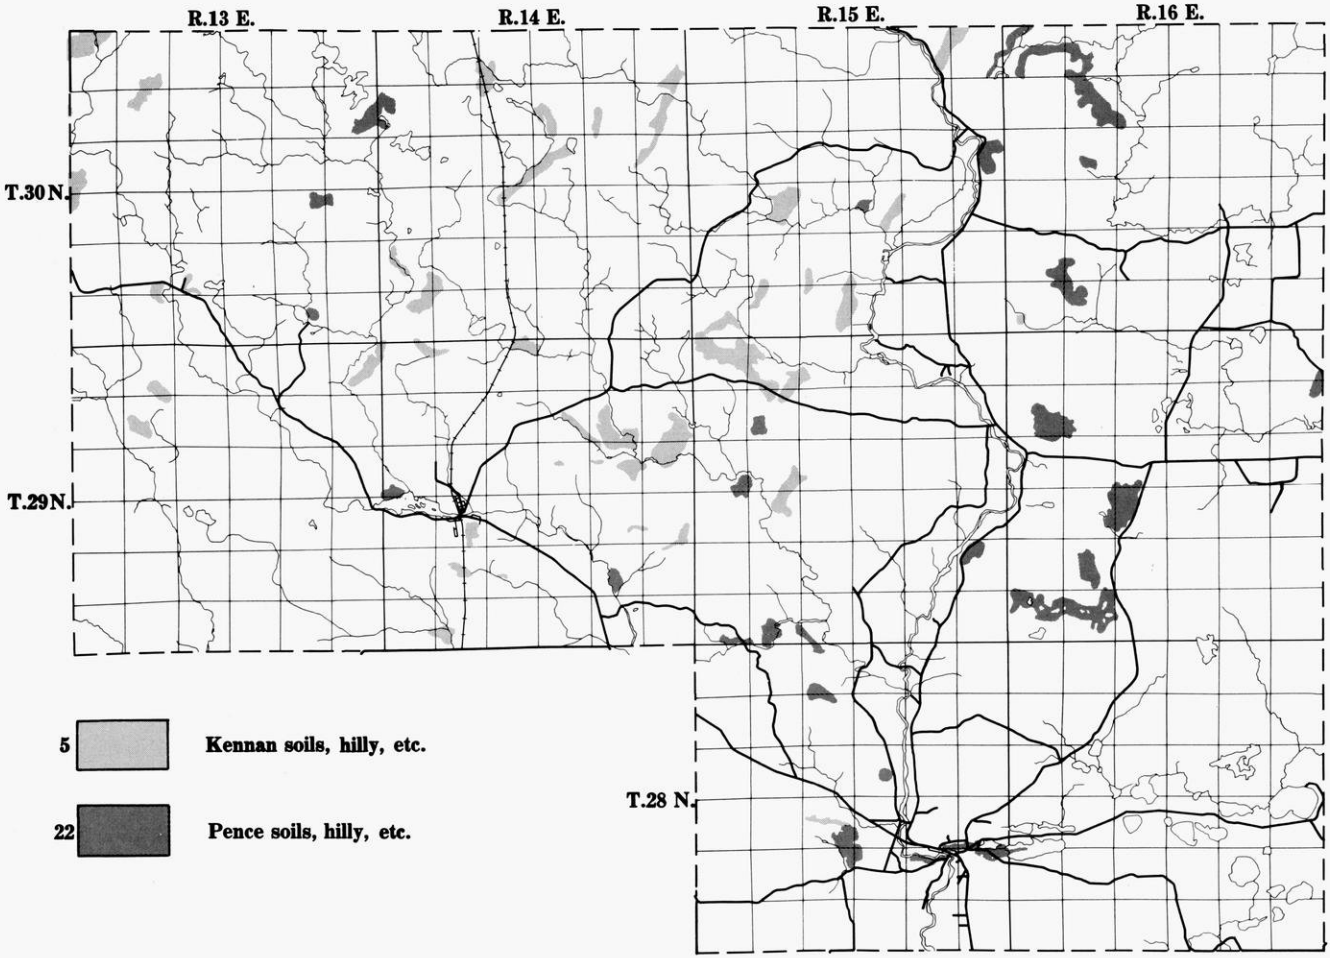 R.13 E. R.14 E. R.15 E. R.16 E.
T.30 N.
T.29 N.
T.28 N.
5 Kennan soils, hilly, etc.
22 Pence soils, hilly, etc.